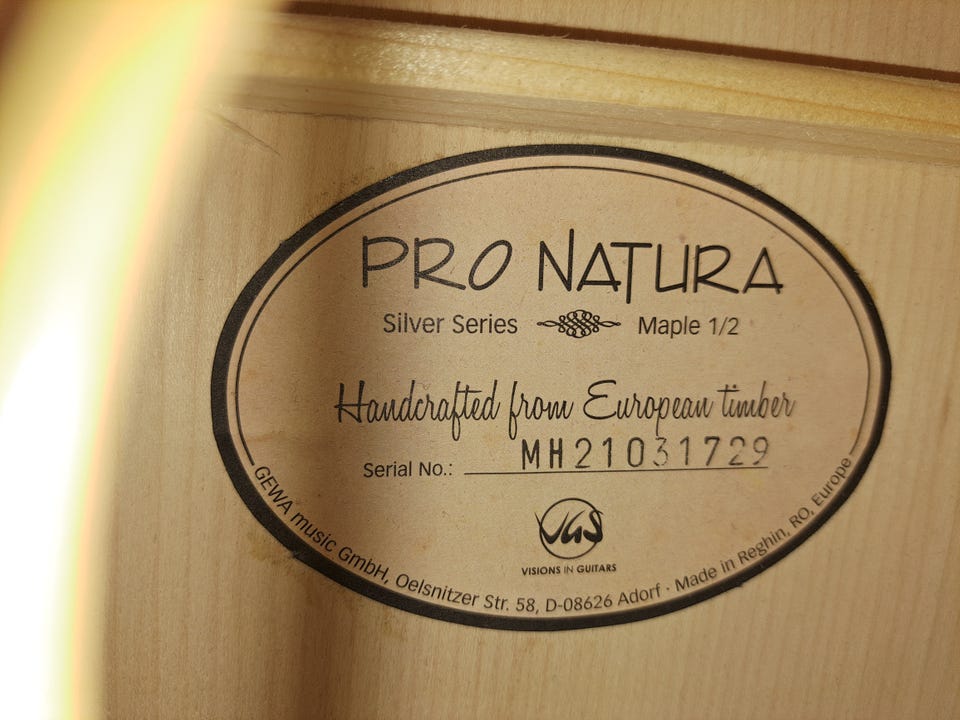 PRO NATURA
Silver Series Maple 1/2
Handcrafted from European timber
Serial No.: MH21031729
VGS
VISIONS IN GUITARS
GEWA music GmbH, Oelsnitzer Str. 58, D-08626 Adorf · Made in Reghin, RO, Europe